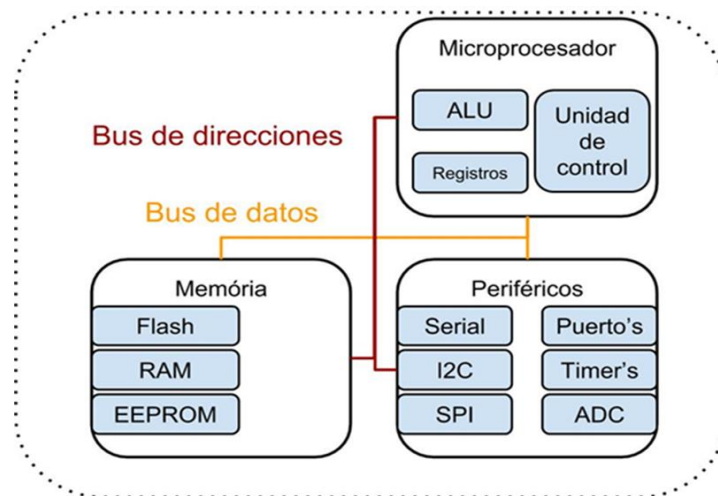 Microprocesador
ALU
Unidad
de
control
Registros
Bus de direcciones
Bus de datos
Memória
Flash
RAM
EEPROM
Periféricos
Serial
Puerto's
I2C
Timer's
SPI
ADC